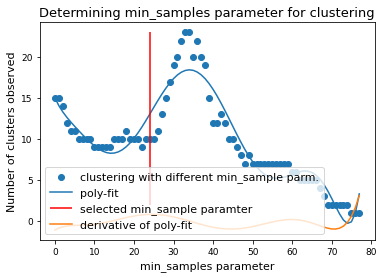 Determining min_samples parameter for clustering
Number of clusters observed
20
15
10
5
0
clustering with different min_sample parm.
poly-fit
selected min_sample paramter
derivative of poly-fit
0 10 20 30 40 50 60 70 80
min_samples parameter